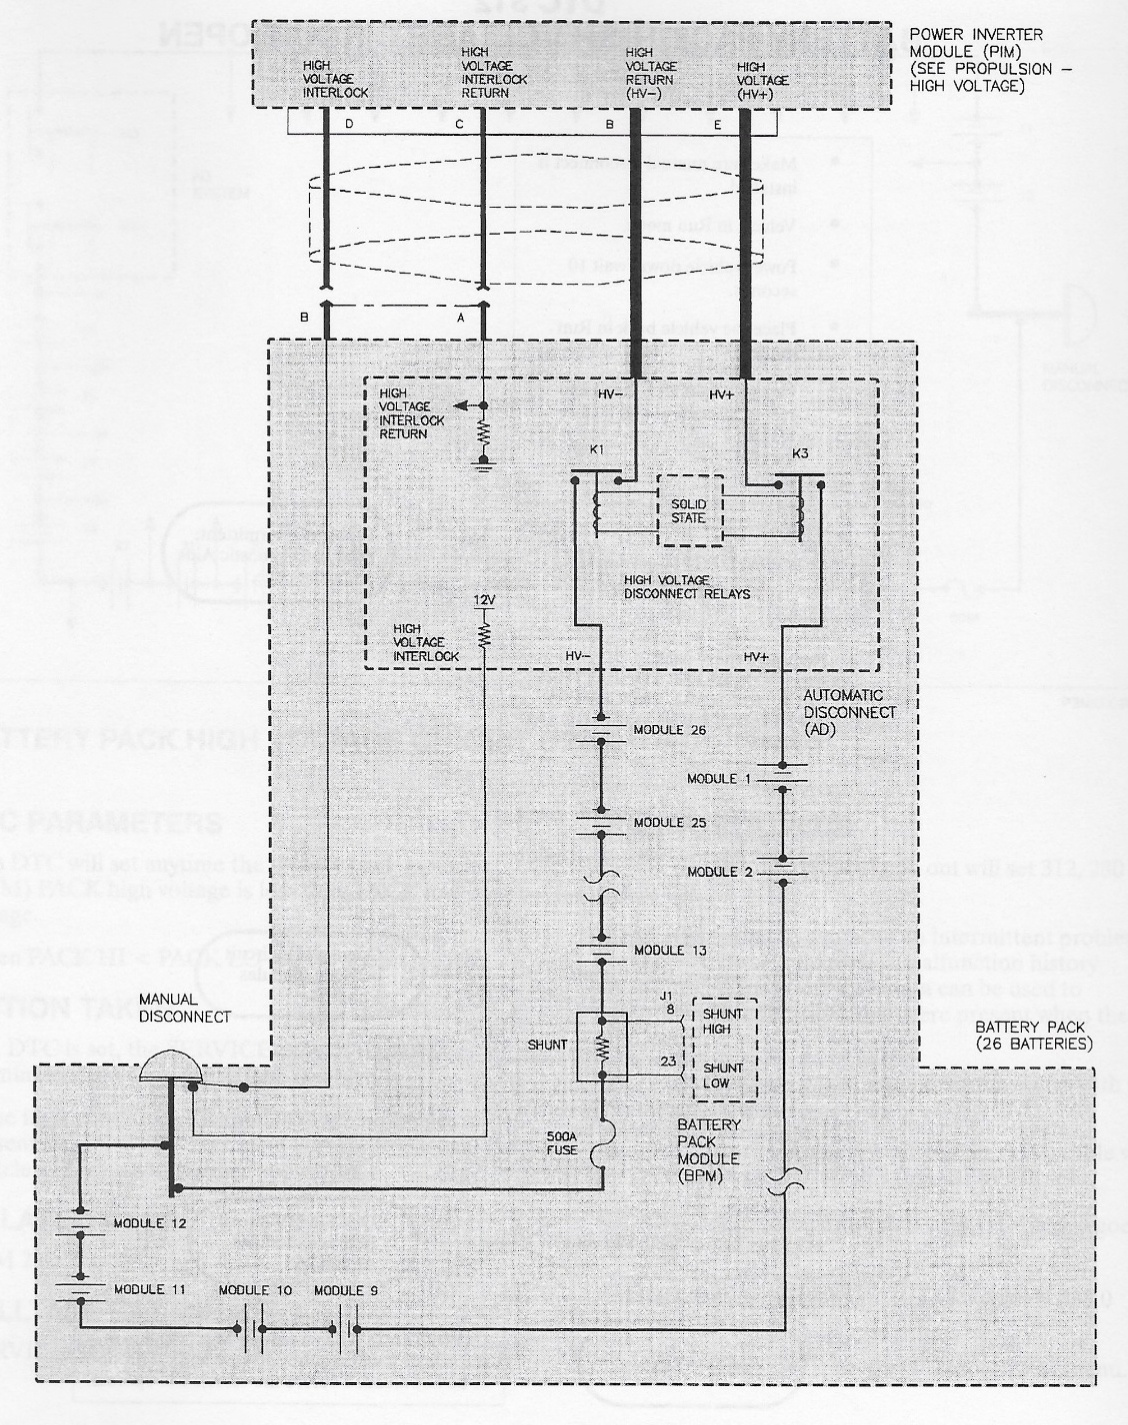 POWER INVERTER
MODULE (PIM)
(SEE PROPULSION -
HIGH VOLTAGE)
HIGH
VOLTAGE
INTERLOCK
HIGH
VOLTAGE
INTERLOCK
RETURN
HIGH
VOLTAGE
RETURN
(HV-)
HIGH
VOLTAGE
(HV+)
D
C
B
E
B
A
HIGH
VOLTAGE
INTERLOCK
RETURN
HV-
HV+
K1
K3
SOLID
STATE
HIGH VOLTAGE
DISCONNECT RELAYS
12V
HIGH
VOLTAGE
INTERLOCK
HV-
HV+
AUTOMATIC
DISCONNECT
(AD)
MODULE 26
MODULE 1
MODULE 25
MODULE 2
MODULE 13
MANUAL
DISCONNECT
J1
8
SHUNT
HIGH
SHUNT
23
SHUNT
LOW
BATTERY PACK
(26 BATTERIES)
500A
FUSE
BATTERY
PACK
MODULE
(BPM)
MODULE 12
MODULE 11
MODULE 10
MODULE 9